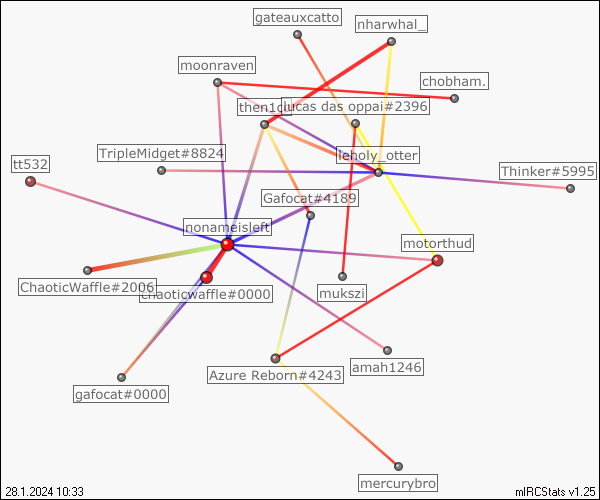 gateauxcatto
nharwhal_
moonraven
chobham.
lucas das oppai#2396
TripleMidget#8824
leholy_otter
tt532
Thinker#5995
Gafocat#4189
nonameisleft
motorthud
ChaoticWaffle#2006
chaoticwaffle#0000
mukszi
amah1246
Azure Reborn#4243
gafocat#0000
mercurybro
28.1.2024 10:33
mIRCStats v1.25